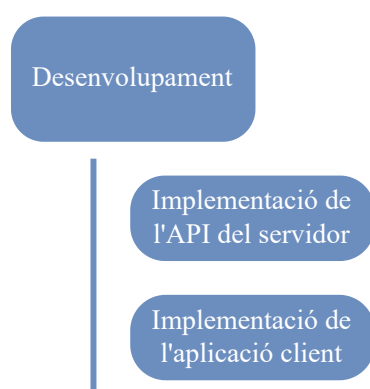 Desenvolupament
Implementació de
l'API del servidor
Implementació de
l'aplicació client